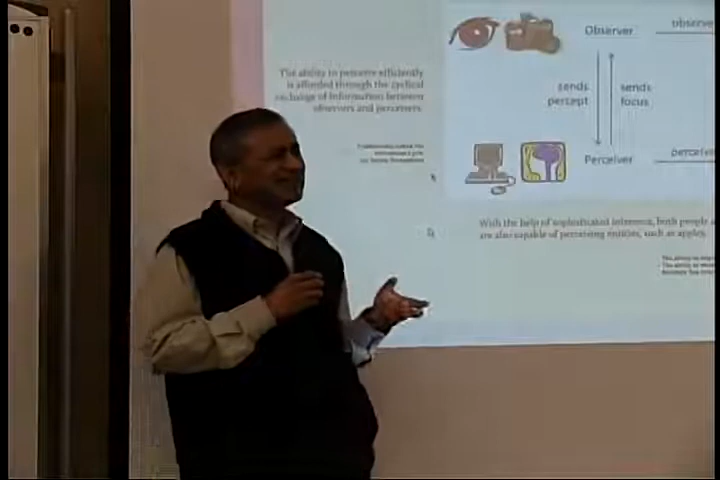 Observer
observer
The ability to perceive efficiently
is afforded through the cyclical
exchange of information between
observers and perceivers.
sends
percept
sends
focus
Perceiver
perceive
With the help of sophisticated inference, both people a
are also capable of perceiving entities, such as apples.